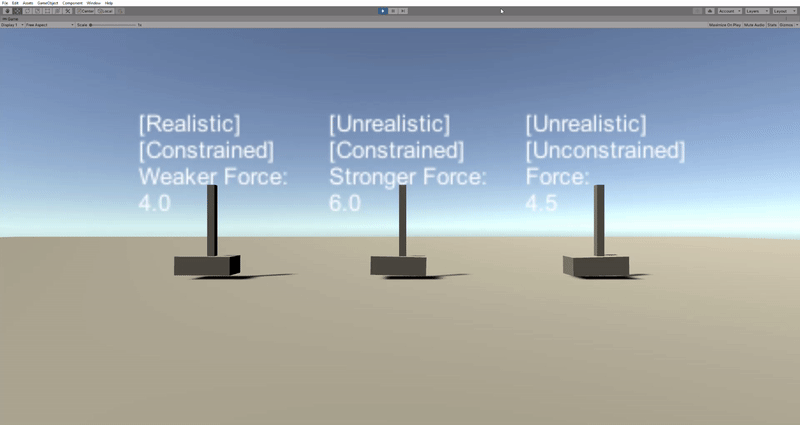 File Edit Assets GameObject Component Window Help
Center Local
Account Layers Layout
Game
Display 1 Free Aspect Scale 1x Maximize On Play Mute Audio Stats Gizmos
[Realistic]
[Constrained]
Weaker Force:
4.0
[Unrealistic]
[Constrained]
Stronger Force:
6.0
[Unrealistic]
[Unconstrained]
Force:
4.5